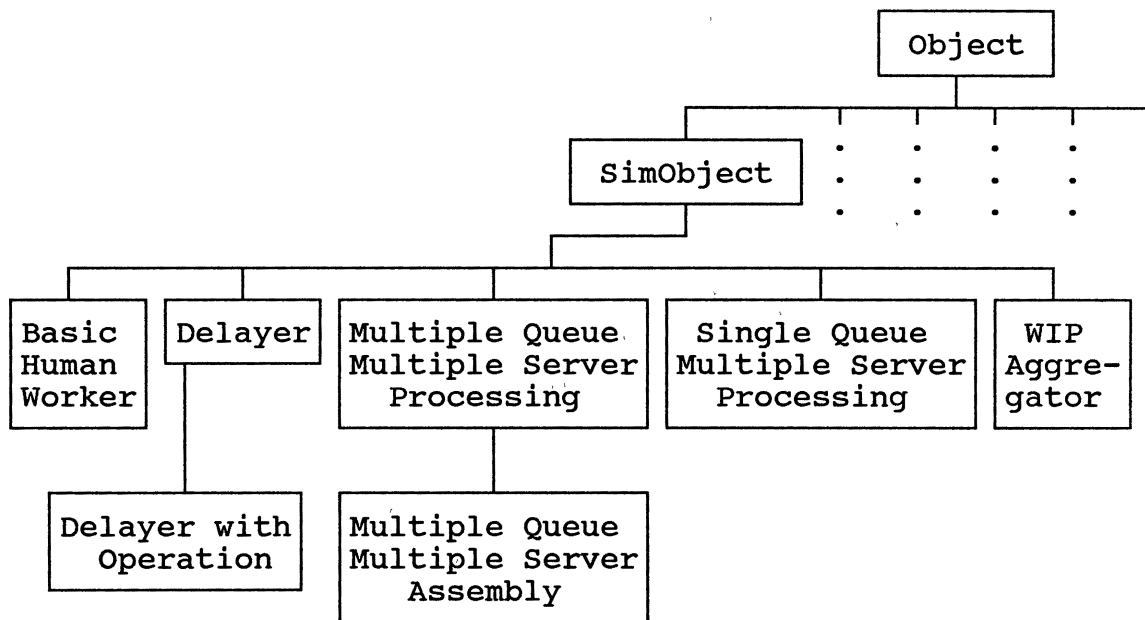 Object
SimObject
Basic
Human
Worker
Delayer
Multiple Queue
Multiple Server
Processing
Single Queue
Multiple Server
Processing
WIP
Aggre-
gator
Delayer with
Operation
Multiple Queue
Multiple Server
Assembly